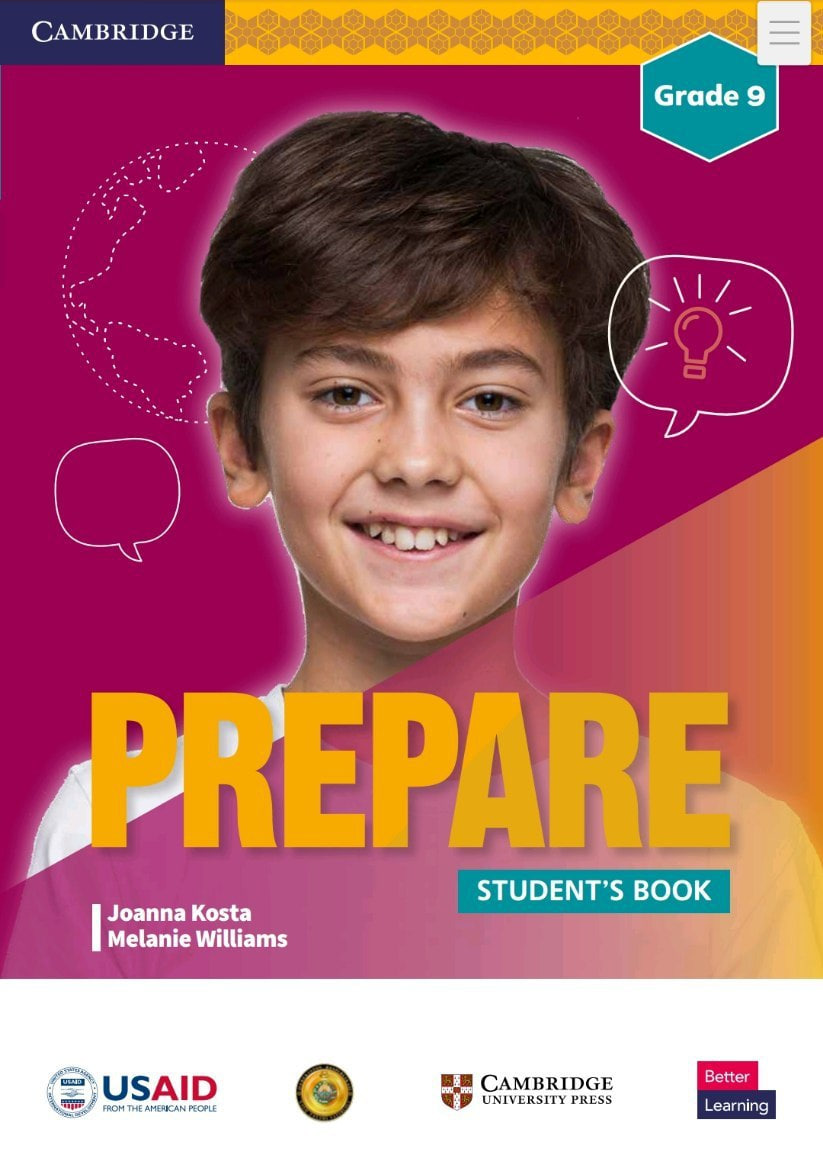 CAMBRIDGE
Grade 9
PREPARE
STUDENT'S BOOK
Joanna Kosta
Melanie Williams
USAID
USAID
FROM THE AMERICAN PEOPLE
CAMBRIDGE
UNIVERSITY PRESS
Better
Learning